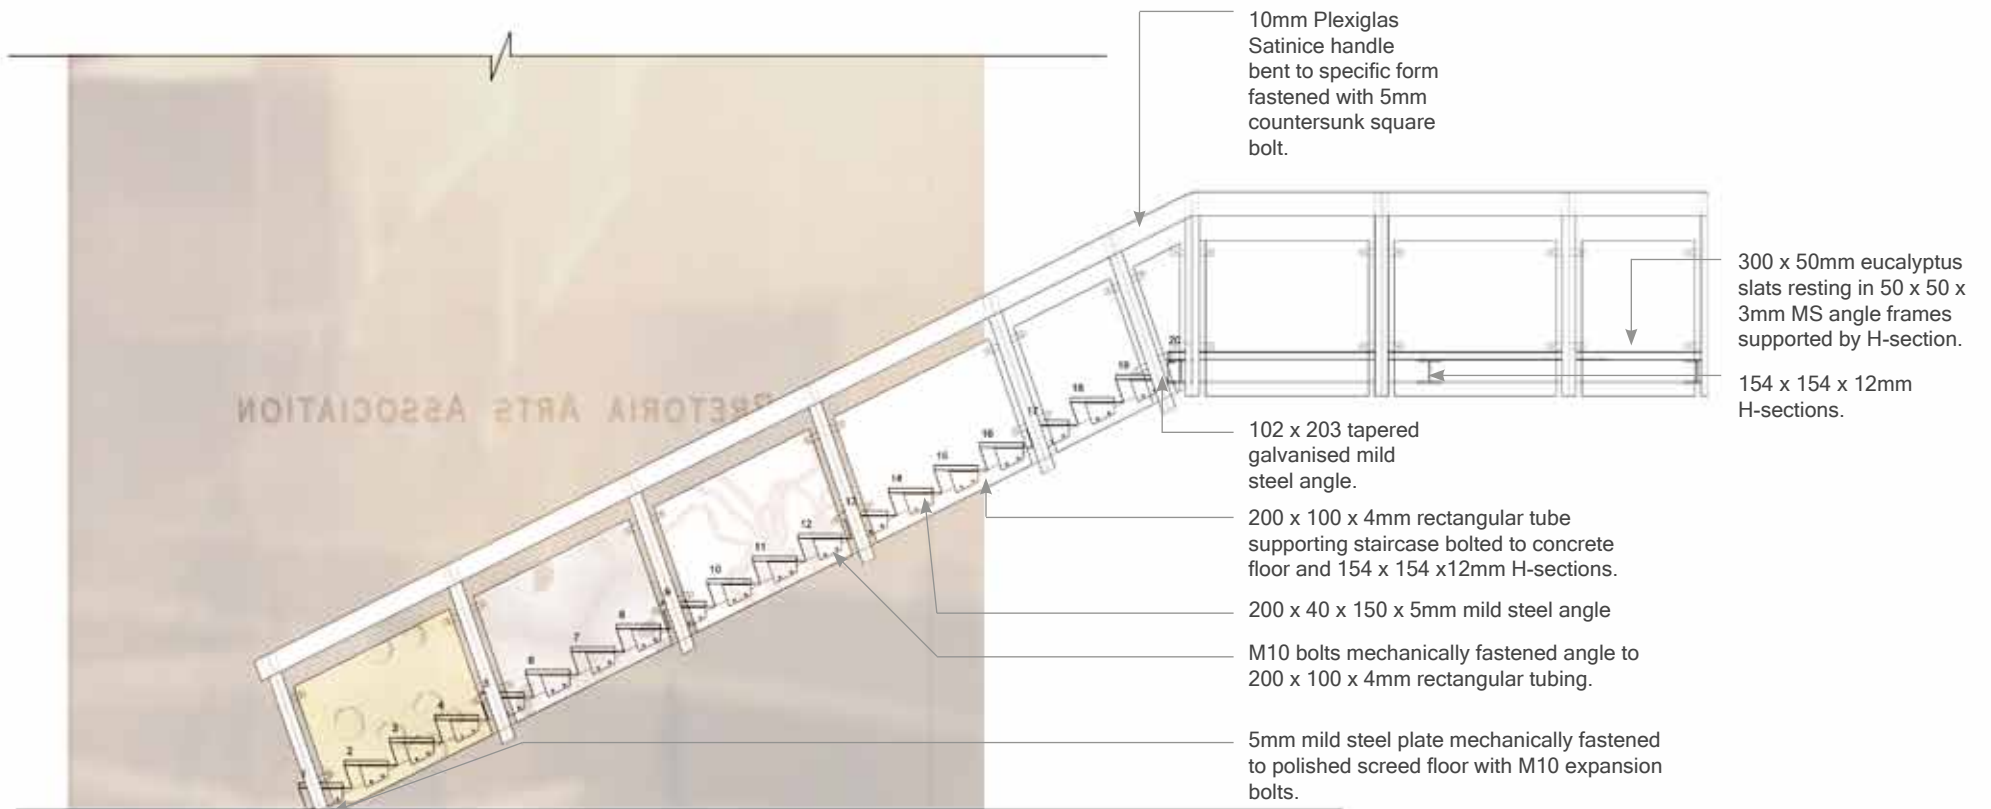 10mm Plexiglas
Satinice handle
bent to specific form
fastened with 5mm
countersunk square
bolt.
300 x 50mm eucalyptus
slats resting in 50 x 50 x
3mm MS angle frames
supported by H-section.
154 x 154 x 12mm
H-sections.
PRETORIA ARTS ASSOCIATION
102 x 203 tapered
galvanised mild
steel angle.
200 x 100 x 4mm rectangular tube
supporting staircase bolted to concrete
floor and 154 x 154 x12mm H-sections.
200 x 40 x 150 x 5mm mild steel angle
M10 bolts mechanically fastened angle to
200 x 100 x 4mm rectangular tubing.
5mm mild steel plate mechanically fastened
to polished screed floor with M10 expansion
bolts.
20
19
18
17
16
15
14
13
12
11
10
7
4
3
2